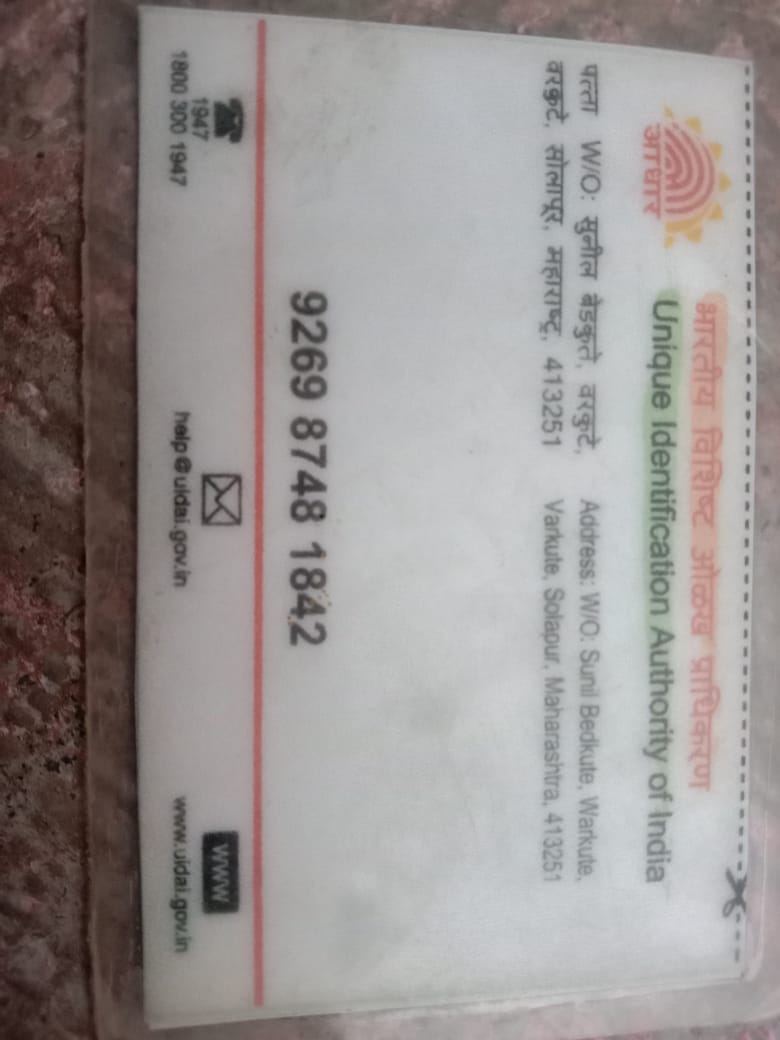 भारतीय विशिष्ट ओळख प्राधिकरण
Unique Identification Authority of India
आधार
पत्ता W/O: सुनील बेडकुते, वरकुटे,
वरकुटे, सोलापूर, महाराष्ट्र, 413251
Address: W/O: Sunil Bedkute, Warkute,
Varkute, Solapur, Maharashtra, 413251
9269 8748 1842
1947
1800 300 1947
help@uidai.gov.in
www
www.uidai.gov.in